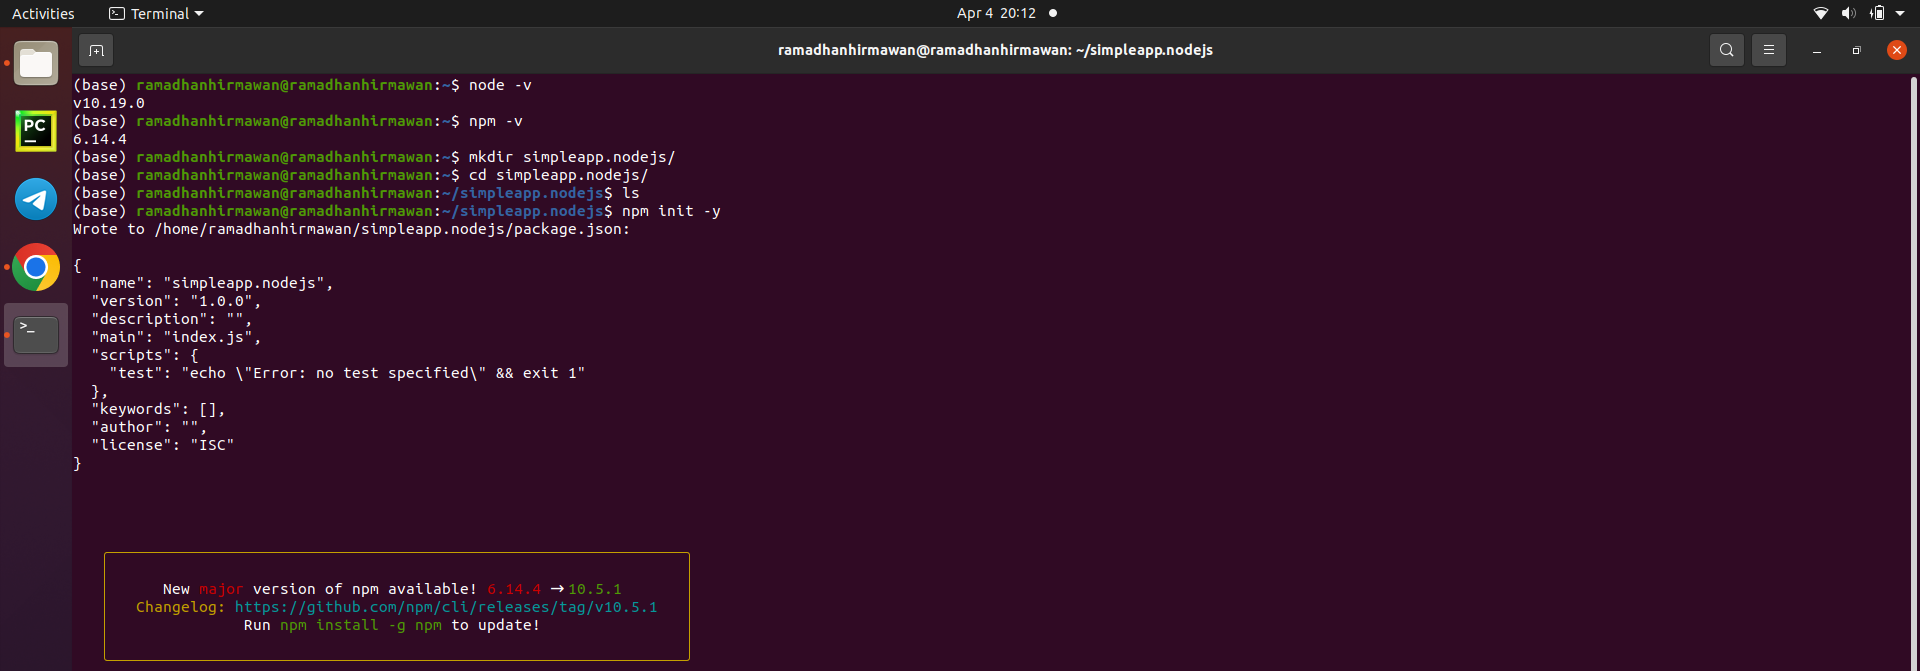 Activities
Terminal
Apr 4 20:12
ramadhanhirmawan@ramadhanhirmawan: ~/simpleapp.nodejs
PC
>_
(base) ramadhanhirmawan@ramadhanhirmawan:~$ node -v
v10.19.0
(base) ramadhanhirmawan@ramadhanhirmawan:~$ npm -v
6.14.4
(base) ramadhanhirmawan@ramadhanhirmawan:~$ mkdir simpleapp.nodejs/
(base) ramadhanhirmawan@ramadhanhirmawan:~$ cd simpleapp.nodejs/
(base) ramadhanhirmawan@ramadhanhirmawan:~/simpleapp.nodejs$ ls
(base) ramadhanhirmawan@ramadhanhirmawan:~/simpleapp.nodejs$ npm init -y
Wrote to /home/ramadhanhirmawan/simpleapp.nodejs/package.json:
{
  "name": "simpleapp.nodejs",
  "version": "1.0.0",
  "description": "",
  "main": "index.js",
  "scripts": {
    "test": "echo \"Error: no test specified\" && exit 1"
  },
  "keywords": [],
  "author": "",
  "license": "ISC"
}
New major version of npm available! 6.14.4 → 10.5.1
Changelog: https://github.com/npm/cli/releases/tag/v10.5.1
Run npm install -g npm to update!